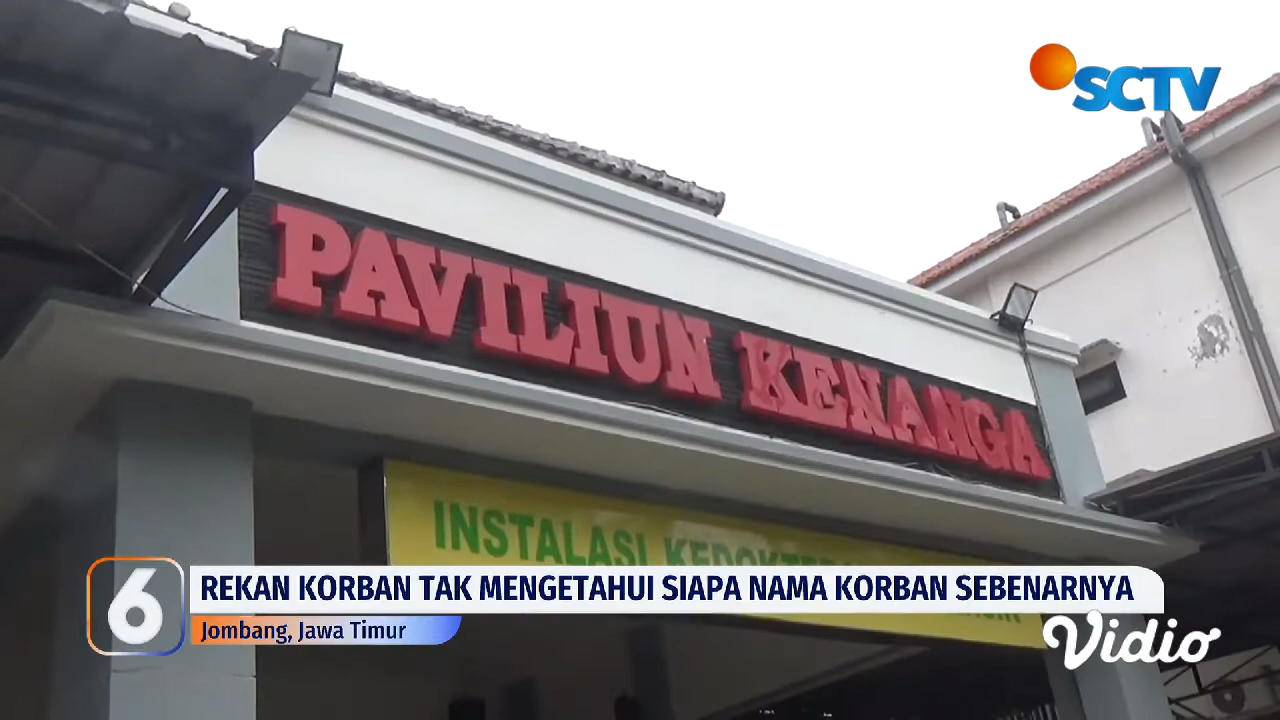 SCTV
PAVILIUN KENANGA
INSTALASI
6 REKAN KORBAN TAK MENGETAHUI SIAPA NAMA KORBAN SEBENARNYA
Jombang, Jawa Timur
Vidio